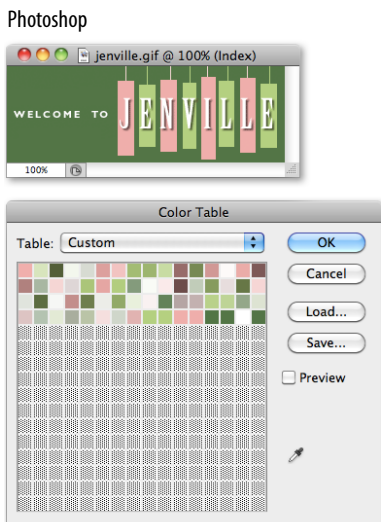 Photoshop
jenville.gif @ 100% (Index)
WELCOME TO JENVILLE
100%
Color Table
Table: Custom
OK
Cancel
Load...
Save...
Preview